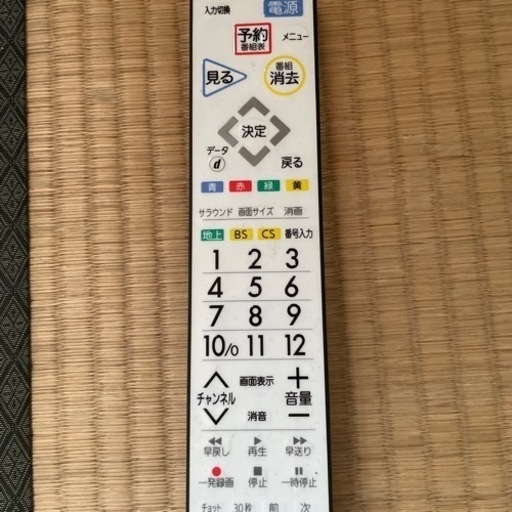 入力切換 電源
予約 メニュー
番組表
見る 番組
消去
決定
データ
d 戻る
青 赤 緑 黄
サラウンド 画面サイズ 消画
地上 BS CS 番号入力
1 2 3
4 5 6
7 8 9
10/0 11 12
チャンネル 画面表示 + 音量
消音 −
早戻し 再生 早送り
一発録画 停止 一時停止
チョット 30秒 前 次